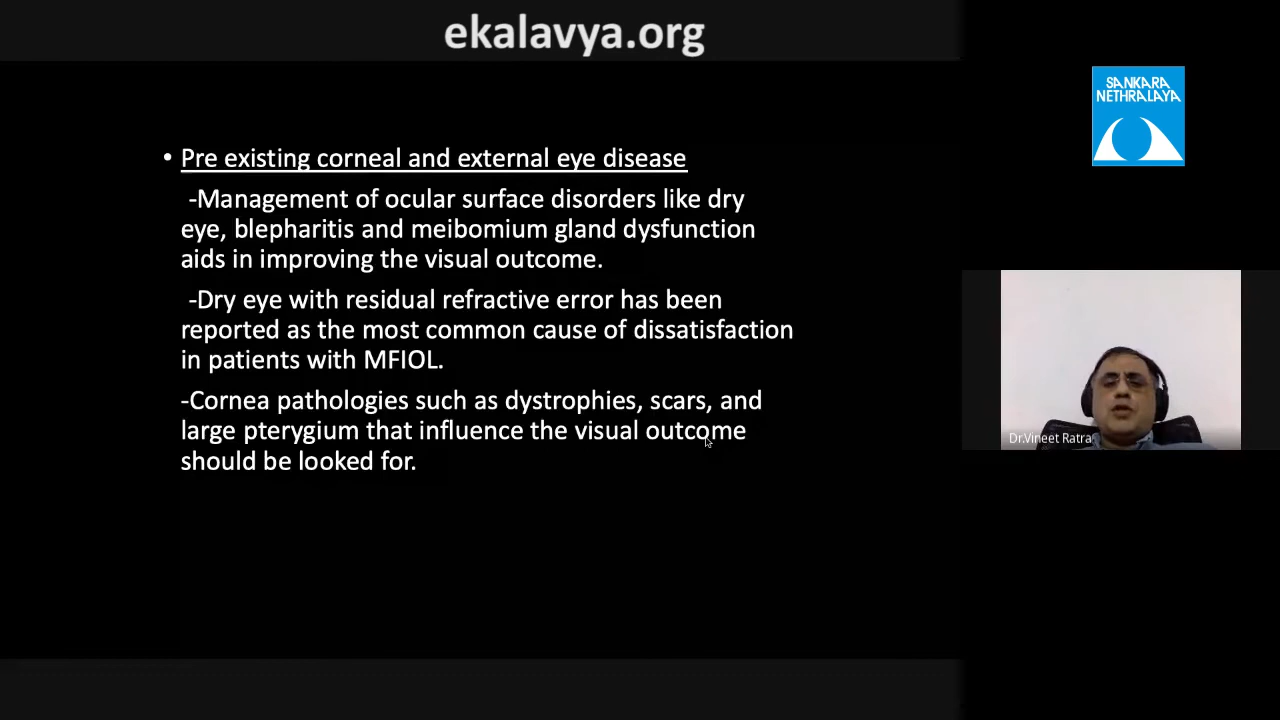 ekalavya.org
SANKARA
NETHRALAYA
• Pre existing corneal and external eye disease
-Management of ocular surface disorders like dry
eye, blepharitis and meibomium gland dysfunction
aids in improving the visual outcome.
-Dry eye with residual refractive error has been
reported as the most common cause of dissatisfaction
in patients with MFIOL.
-Cornea pathologies such as dystrophies, scars, and
large pterygium that influence the visual outcome
should be looked for.
Dr.Vineet Ratra